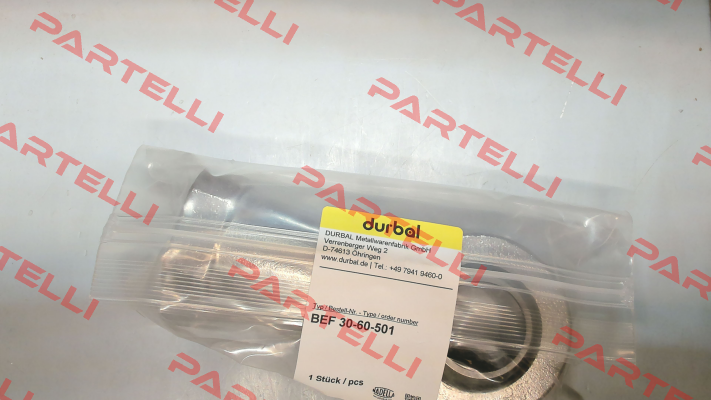 PARTELLI
PARTELLI
PARTELLI
PARTELLI
PARTELLI
PARTELLI
PARTELLI
PARTELLI
PARTELLI
durbal
DURBAL Metallwarenfabrik GmbH
Verrenberger Weg 2
D-74613 Öhringen
www.durbal.de | Tel.: +49 7941 9460-0
Typ / Bestell-Nr. - Type / order number
BEF 30-60-501
1 Stück / pcs
NADELLA